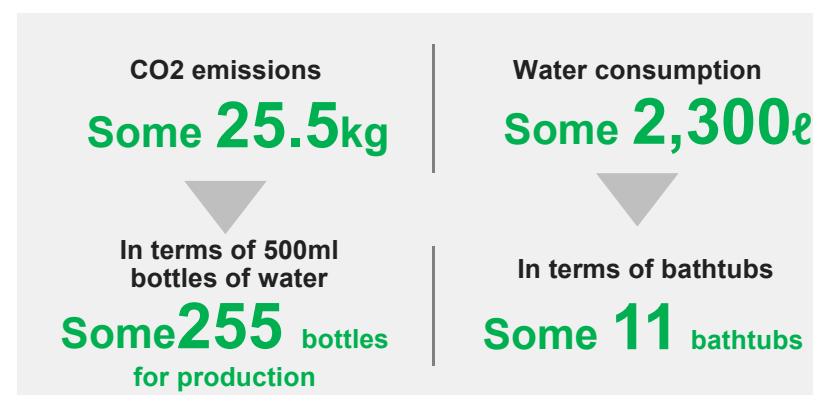 CO2 emissions
Some 25.5kg
In terms of 500ml
bottles of water
Some255 bottles
for production
Water consumption
Some 2,300ℓ
In terms of bathtubs
Some 11 bathtubs